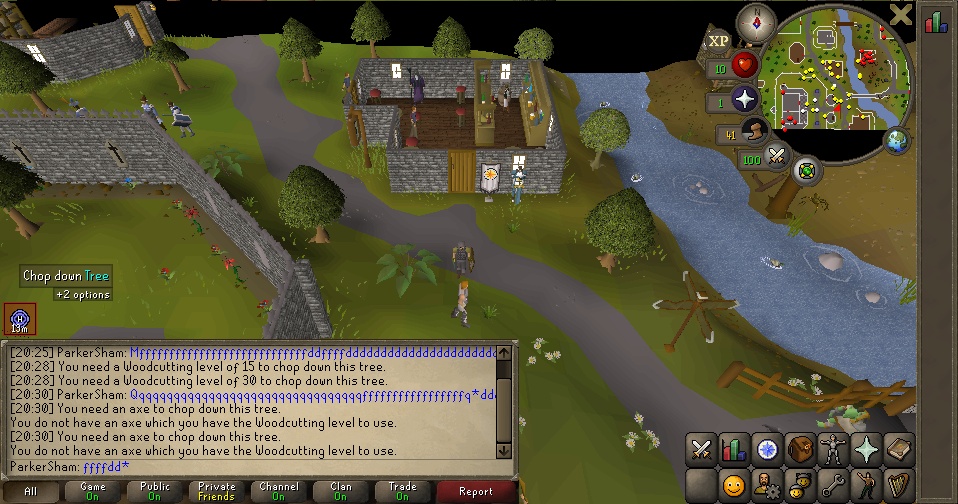 N
XP
10
1
41
100
Chop down Tree
+2 options
13m
[20:25] ParkerSham:
[20:28] You need a Woodcutting level of 15 to chop down this tree.
[20:28] You need a Woodcutting level of 30 to chop down this tree.
[20:30] ParkerSham:
[20:30] You need an axe to chop down this tree.
You do not have an axe which you have the Woodcutting level to use.
[20:30] You need an axe to chop down this tree.
You do not have an axe which you have the Woodcutting level to use.
ParkerSham: ffffdd*
All
Game On
Public On
Private Friends
Channel On
Clan On
Trade On
Report